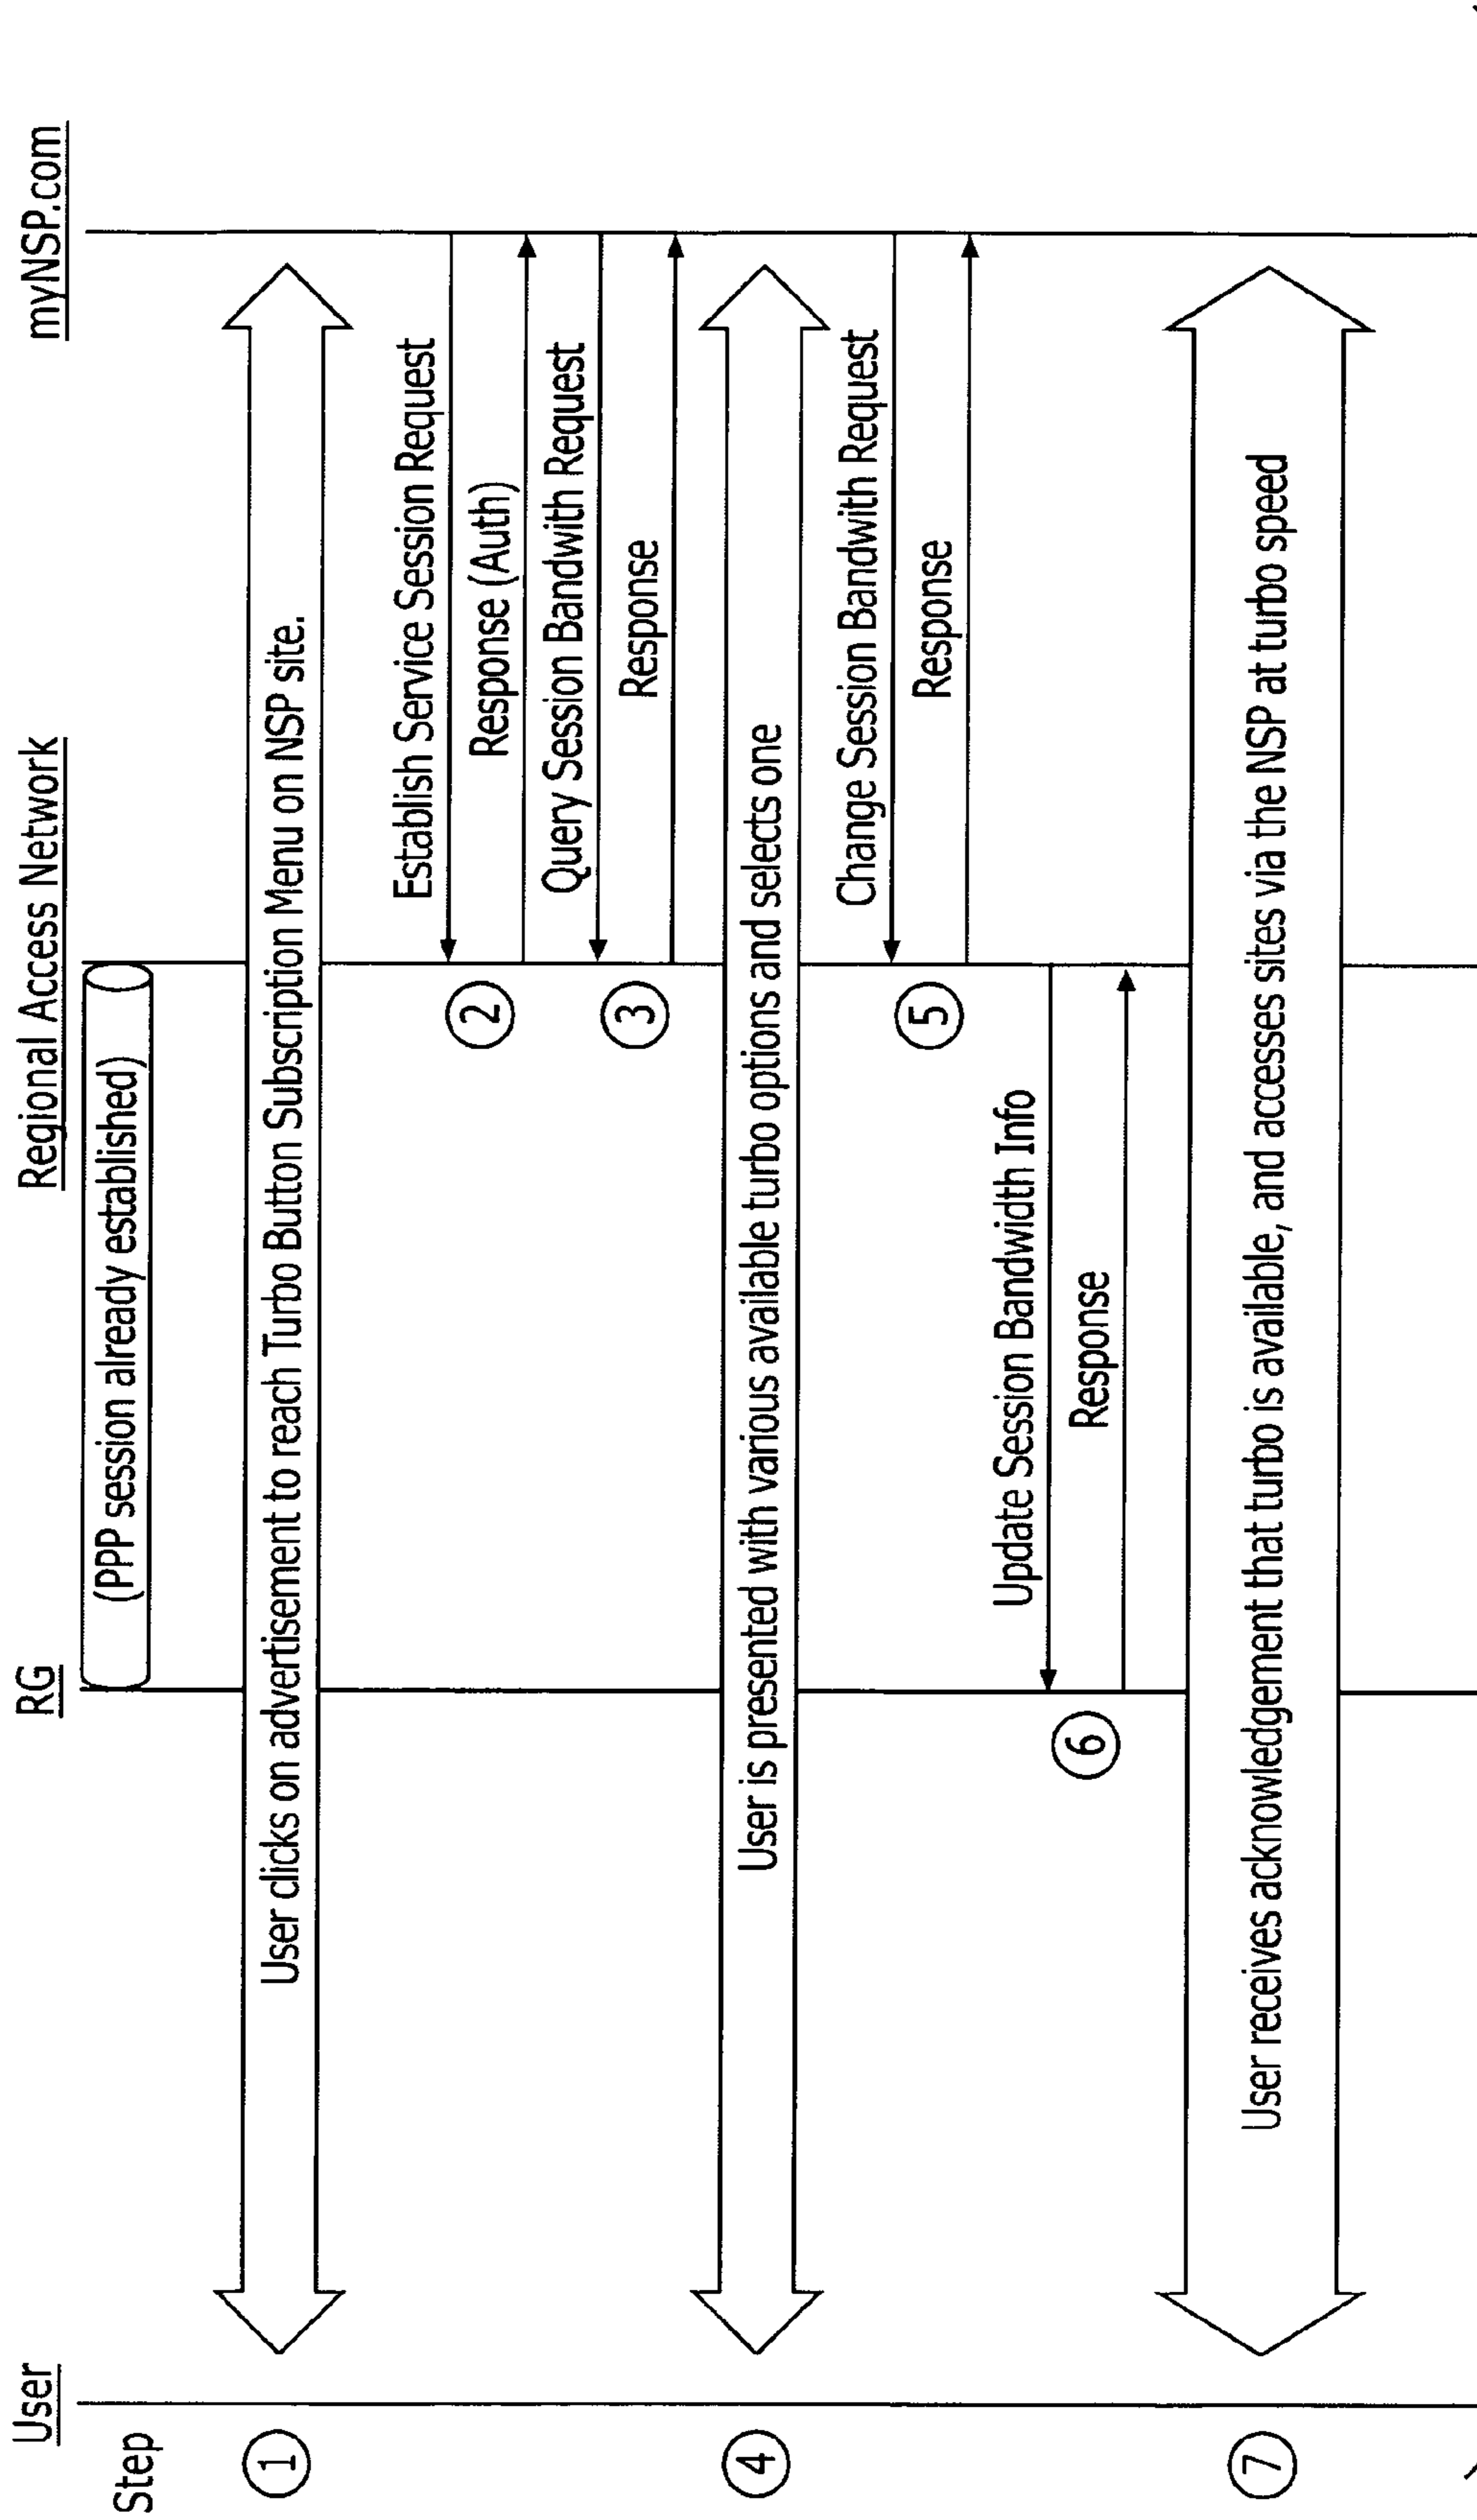 User
RG
Regional Access Network
myNSP.com
Step
(PPP session already established)
1
User clicks on advertisement to reach Turbo Button Subscription Menu on NSP site.
Establish Service Session Request
2
Response (Auth)
Query Session Bandwith Request
3
Response
4
User is presented with various available turbo options and selects one
Change Session Bandwith Request
5
Response
Update Session Bandwidth Info
6
Response
7
User receives acknowledgement that turbo is available, and accesses sites via the NSP at turbo speed